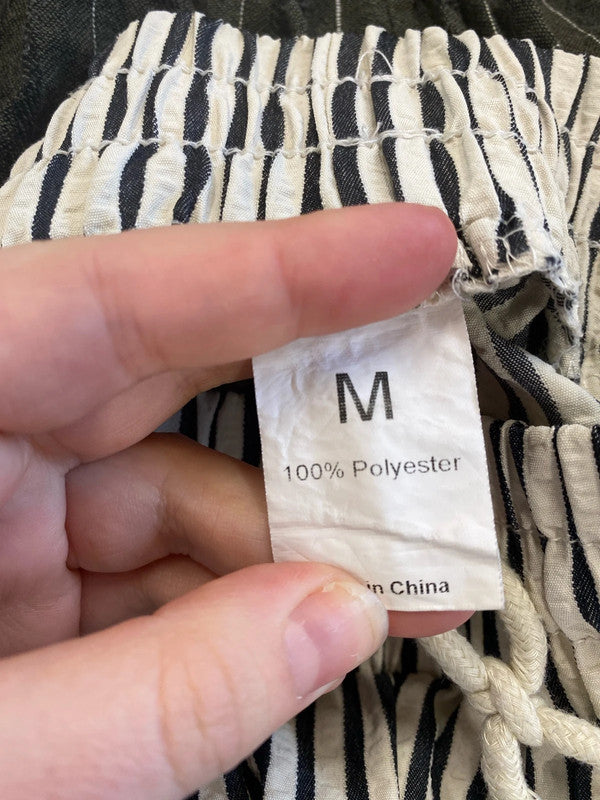 M
100% Polyester
in China